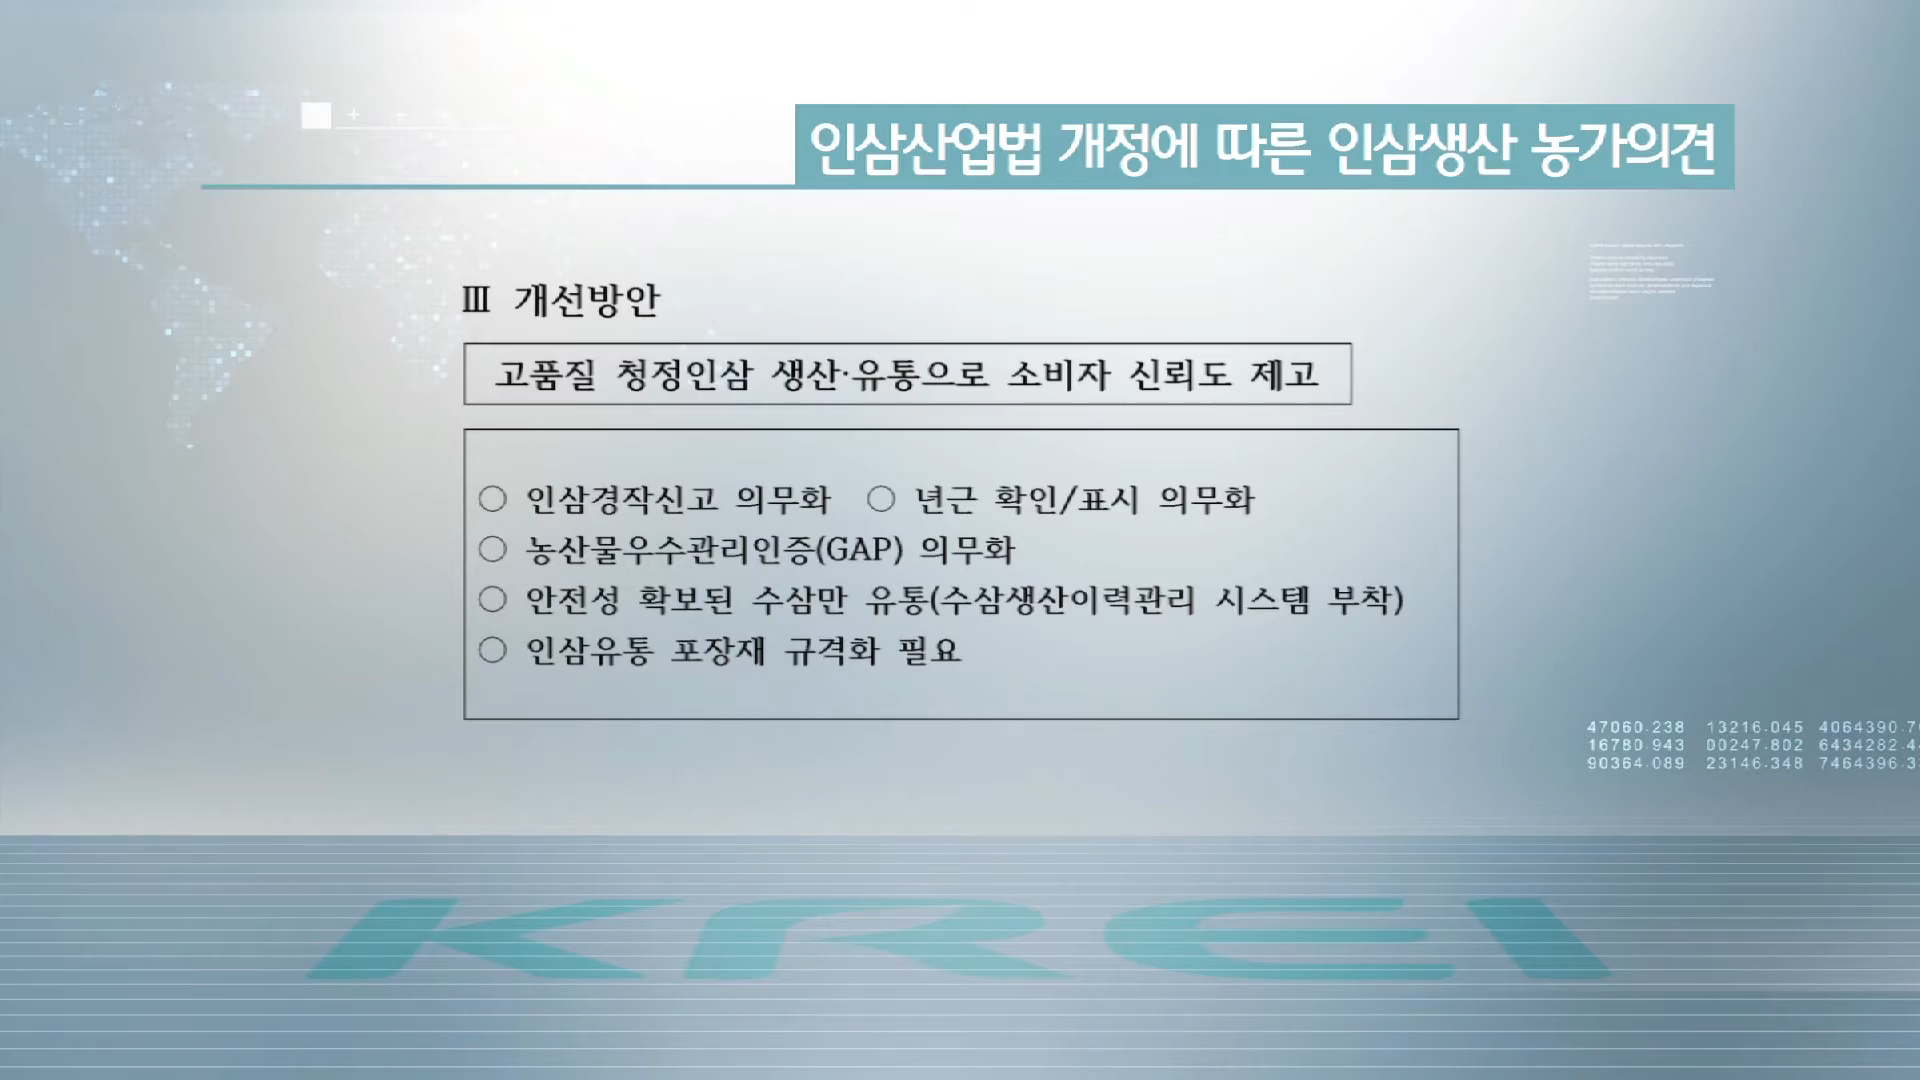 인삼산업법 개정에 따른 인삼생산 농가의견
Ⅲ 개선방안
고품질 청정인삼 생산·유통으로 소비자 신뢰도 제고
○ 인삼경작신고 의무화 ○ 년근 확인/표시 의무화
○ 농산물우수관리인증(GAP) 의무화
○ 안전성 확보된 수삼만 유통(수삼생산이력관리 시스템 부착)
○ 인삼유통 포장재 규격화 필요
47060.238 13216.045
16780.943 00247.802
90364.089 23146.348
KREI